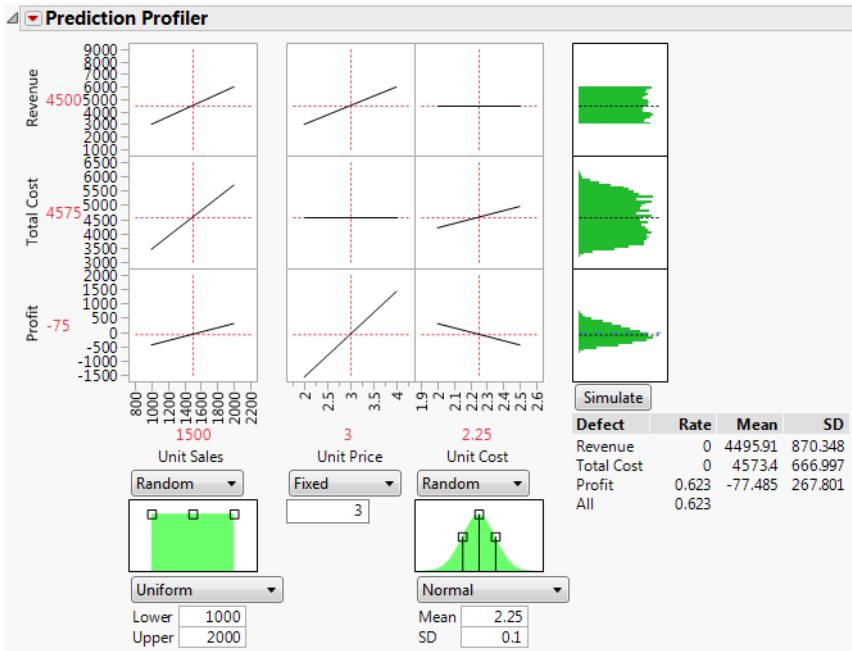 Prediction Profiler
Revenue
4500
9000
8000
7000
6000
5000
4000
3000
2000
1000
Total Cost
4575
6500
6000
5500
5000
4500
4000
3500
3000
Profit
-75
2000
1500
1000
500
0
-500
-1000
-1500
800
1000
1200
1400
1600
1800
2000
2200
2
2.5
3
3.5
4
1.9
2
2.1
2.2
2.3
2.4
2.5
2.6
1500
3
2.25
Unit Sales
Unit Price
Unit Cost
Random
Fixed
Random
3
Uniform
Normal
Lower 1000
Upper 2000
Mean 2.25
SD 0.1
Simulate
Defect Rate Mean SD
Revenue 0 4495.91 870.348
Total Cost 0 4573.4 666.997
Profit 0.623 -77.485 267.801
All 0.623